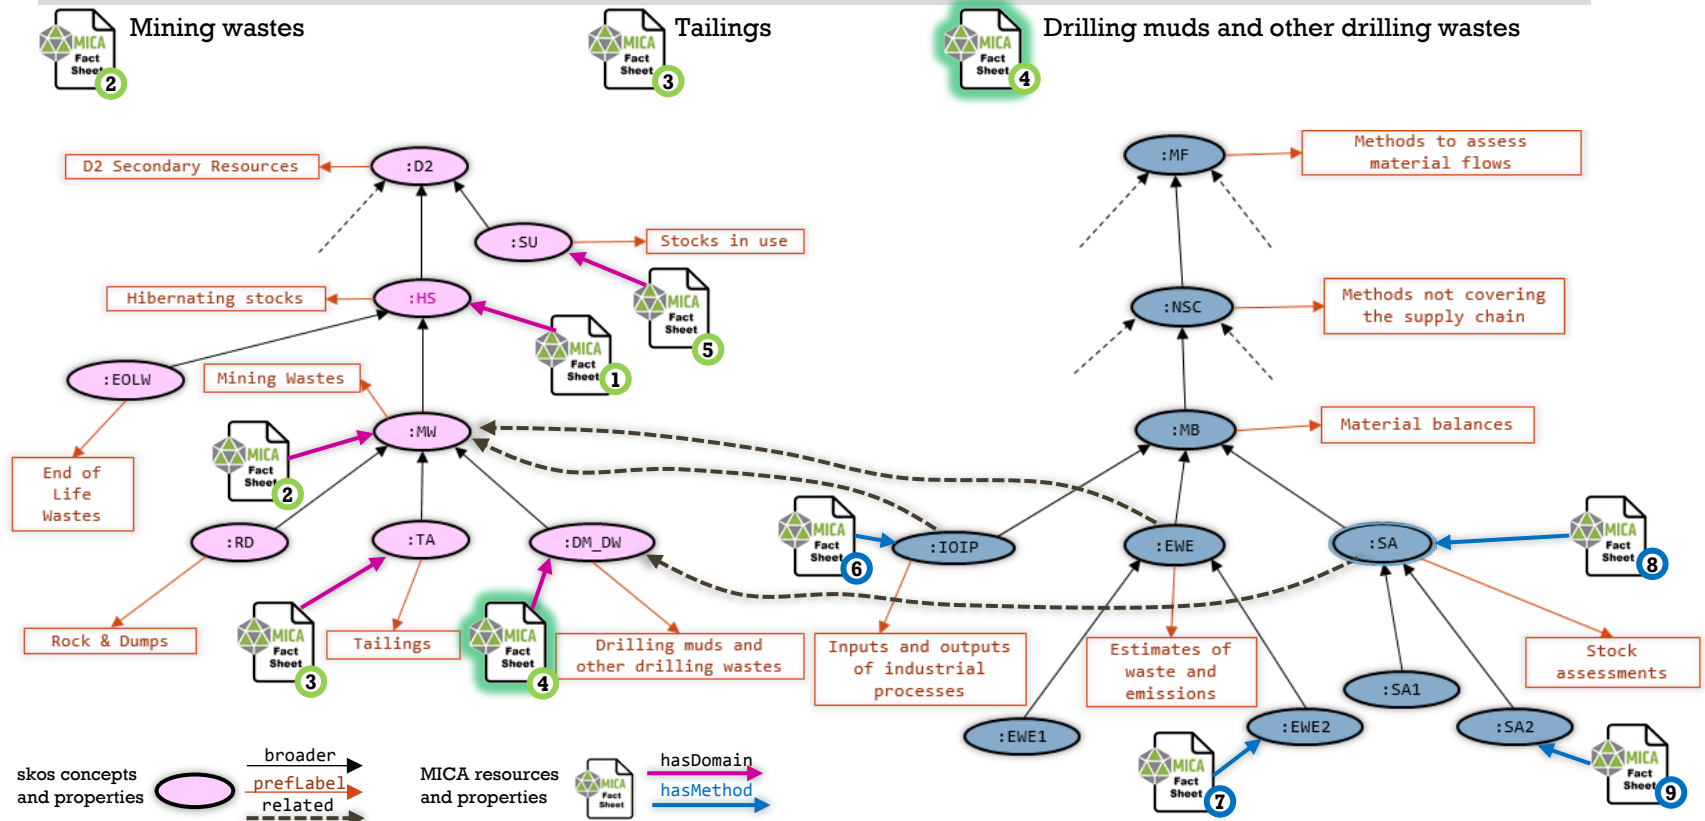 Mining wastes
Tailings
Drilling muds and other drilling wastes
MICA
Fact
Sheet
2
MICA
Fact
Sheet
3
MICA
Fact
Sheet
4
D2 Secondary Resources
:D2
:MF
Methods to assess
material flows
:SU
Stocks in use
Hibernating stocks
:HS
MICA
Fact
Sheet
5
:NSC
Methods not covering
the supply chain
MICA
Fact
Sheet
1
:EOLW
Mining Wastes
:MW
:MB
Material balances
MICA
Fact
Sheet
2
End of
Life
Wastes
:RD
:TA
:DM_DW
MICA
Fact
Sheet
6
:IOIP
:EWE
:SA
MICA
Fact
Sheet
8
Rock & Dumps
MICA
Fact
Sheet
3
Tailings
MICA
Fact
Sheet
4
Drilling muds and
other drilling wastes
Inputs and outputs
of industrial
processes
Estimates of
waste and
emissions
Stock
assessments
:SA1
:EWE1
:EWE2
:SA2
MICA
Fact
Sheet
7
MICA
Fact
Sheet
9
skos concepts
and properties
broader
prefLabel
related
MICA resources
and properties
MICA
Fact
Sheet
hasDomain
hasMethod